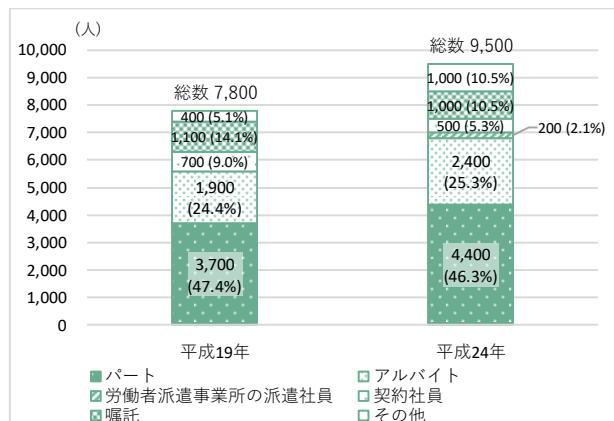 (人)
10,000
9,000
8,000
7,000
6,000
5,000
4,000
3,000
2,000
1,000
0
総数 7,800
400 (5.1%)
1,100 (14.1%)
700 (9.0%)
1,900
(24.4%)
3,700
(47.4%)
総数 9,500
1,000 (10.5%)
1,000 (10.5%)
500 (5.3%)
200 (2.1%)
2,400
(25.3%)
4,400
(46.3%)
平成19年
平成24年
パート
アルバイト
労働者派遣事業所の派遣社員
契約社員
嘱託
その他